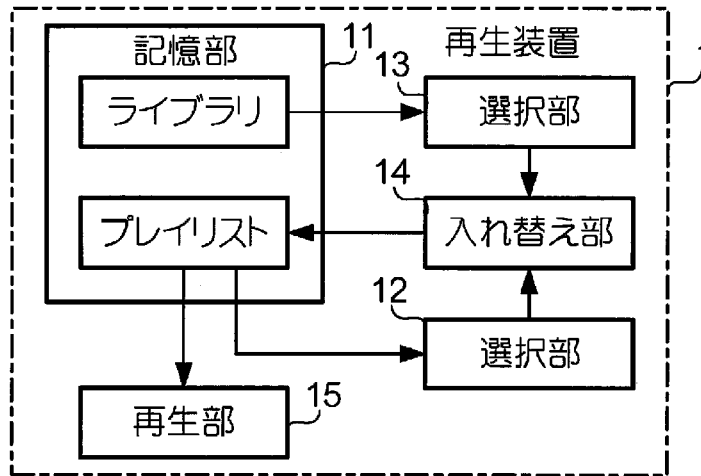 記憶部
11
再生装置
1
ライブラリ
13
選択部
プレイリスト
14
入れ替え部
12
選択部
再生部
15